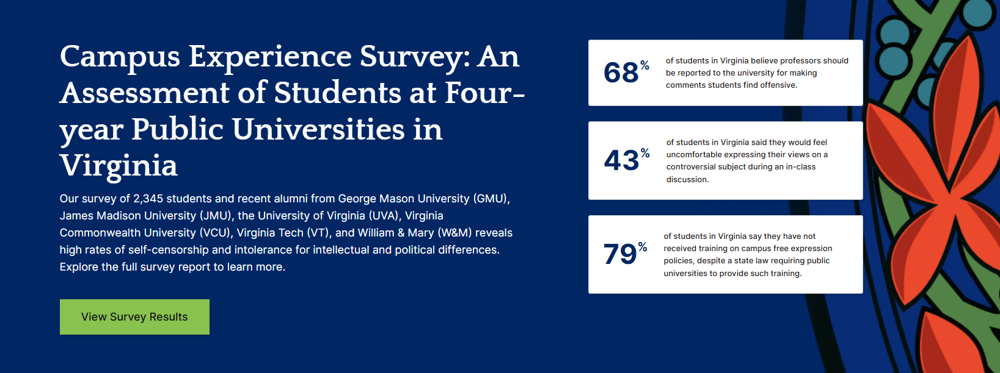 Campus Experience Survey: An
Assessment of Students at Four-
year Public Universities in
Virginia
Our survey of 2,345 students and recent alumni from George Mason University (GMU),
James Madison University (JMU), the University of Virginia (UVA), Virginia
Commonwealth University (VCU), Virginia Tech (VT), and William & Mary (W&M) reveals
high rates of self-censorship and intolerance for intellectual and political differences.
Explore the full survey report to learn more.
View Survey Results
68%
of students in Virginia believe professors should
be reported to the university for making
comments students find offensive.
43%
of students in Virginia said they would feel
uncomfortable expressing their views on a
controversial subject during an in-class
discussion.
79%
of students in Virginia say they have not
received training on campus free expression
policies, despite a state law requiring public
universities to provide such training.